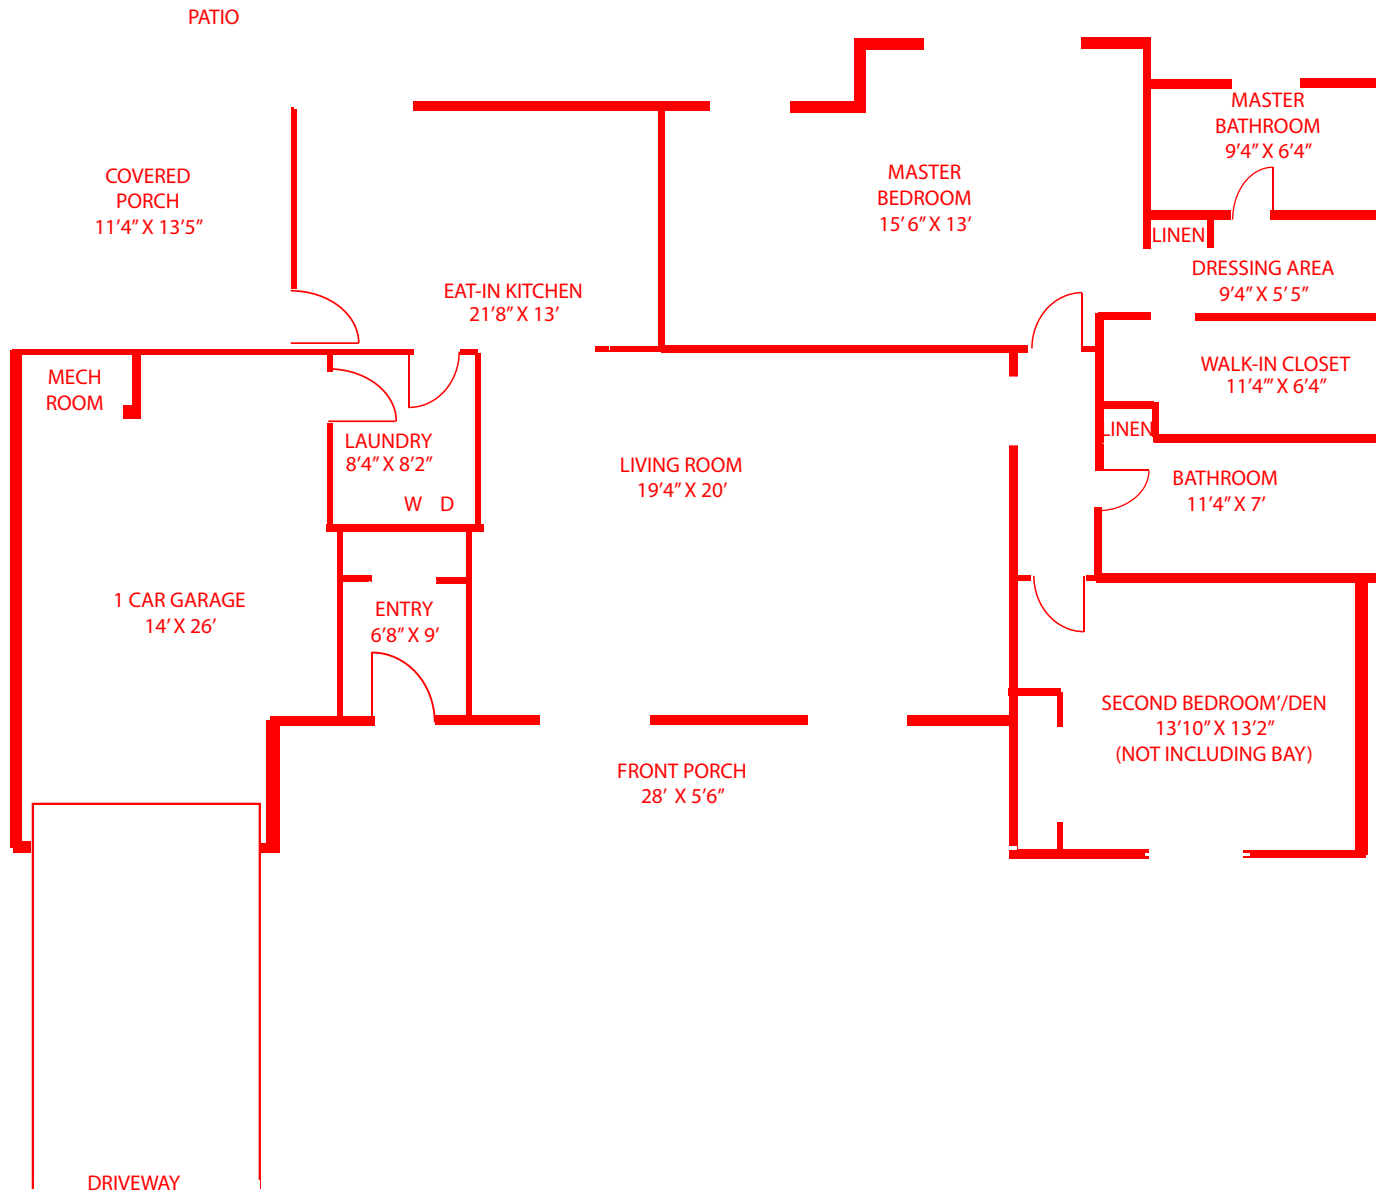 PATIO
COVERED
PORCH
11’4” X 13’5”
EAT-IN KITCHEN
21’8” X 13’
MASTER
BEDROOM
15’ 6” X 13’
MASTER
BATHROOM
9’4” X 6’4”
LINEN
DRESSING AREA
9’4” X 5’ 5”
WALK-IN CLOSET
11’4”’ X 6’4”
LINEN
BATHROOM
11’4” X 7’
MECH
ROOM
LAUNDRY
8’4” X 8’2”
W D
LIVING ROOM
19’4” X 20’
1 CAR GARAGE
14’ X 26’
ENTRY
6’8” X 9’
SECOND BEDROOM’/DEN
13’10” X 13’2”
(NOT INCLUDING BAY)
FRONT PORCH
28’ X 5’6”
DRIVEWAY